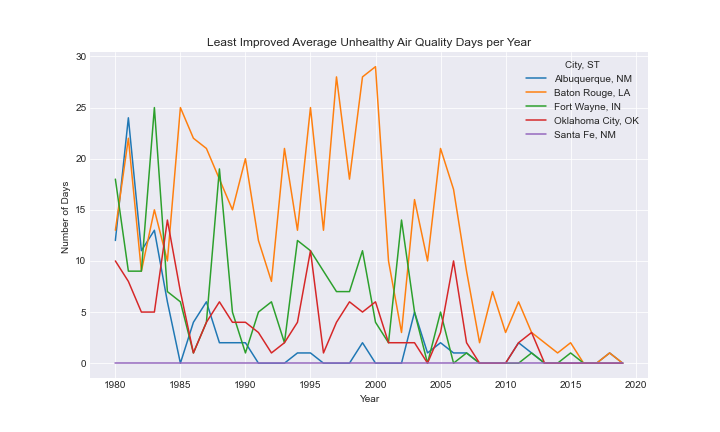 Least Improved Average Unhealthy Air Quality Days per Year
30
25
20
15
10
5
0
Number of Days
City, ST
Albuquerque, NM
Baton Rouge, LA
Fort Wayne, IN
Oklahoma City, OK
Santa Fe, NM
1980 1985 1990 1995 2000 2005 2010 2015 2020
Year